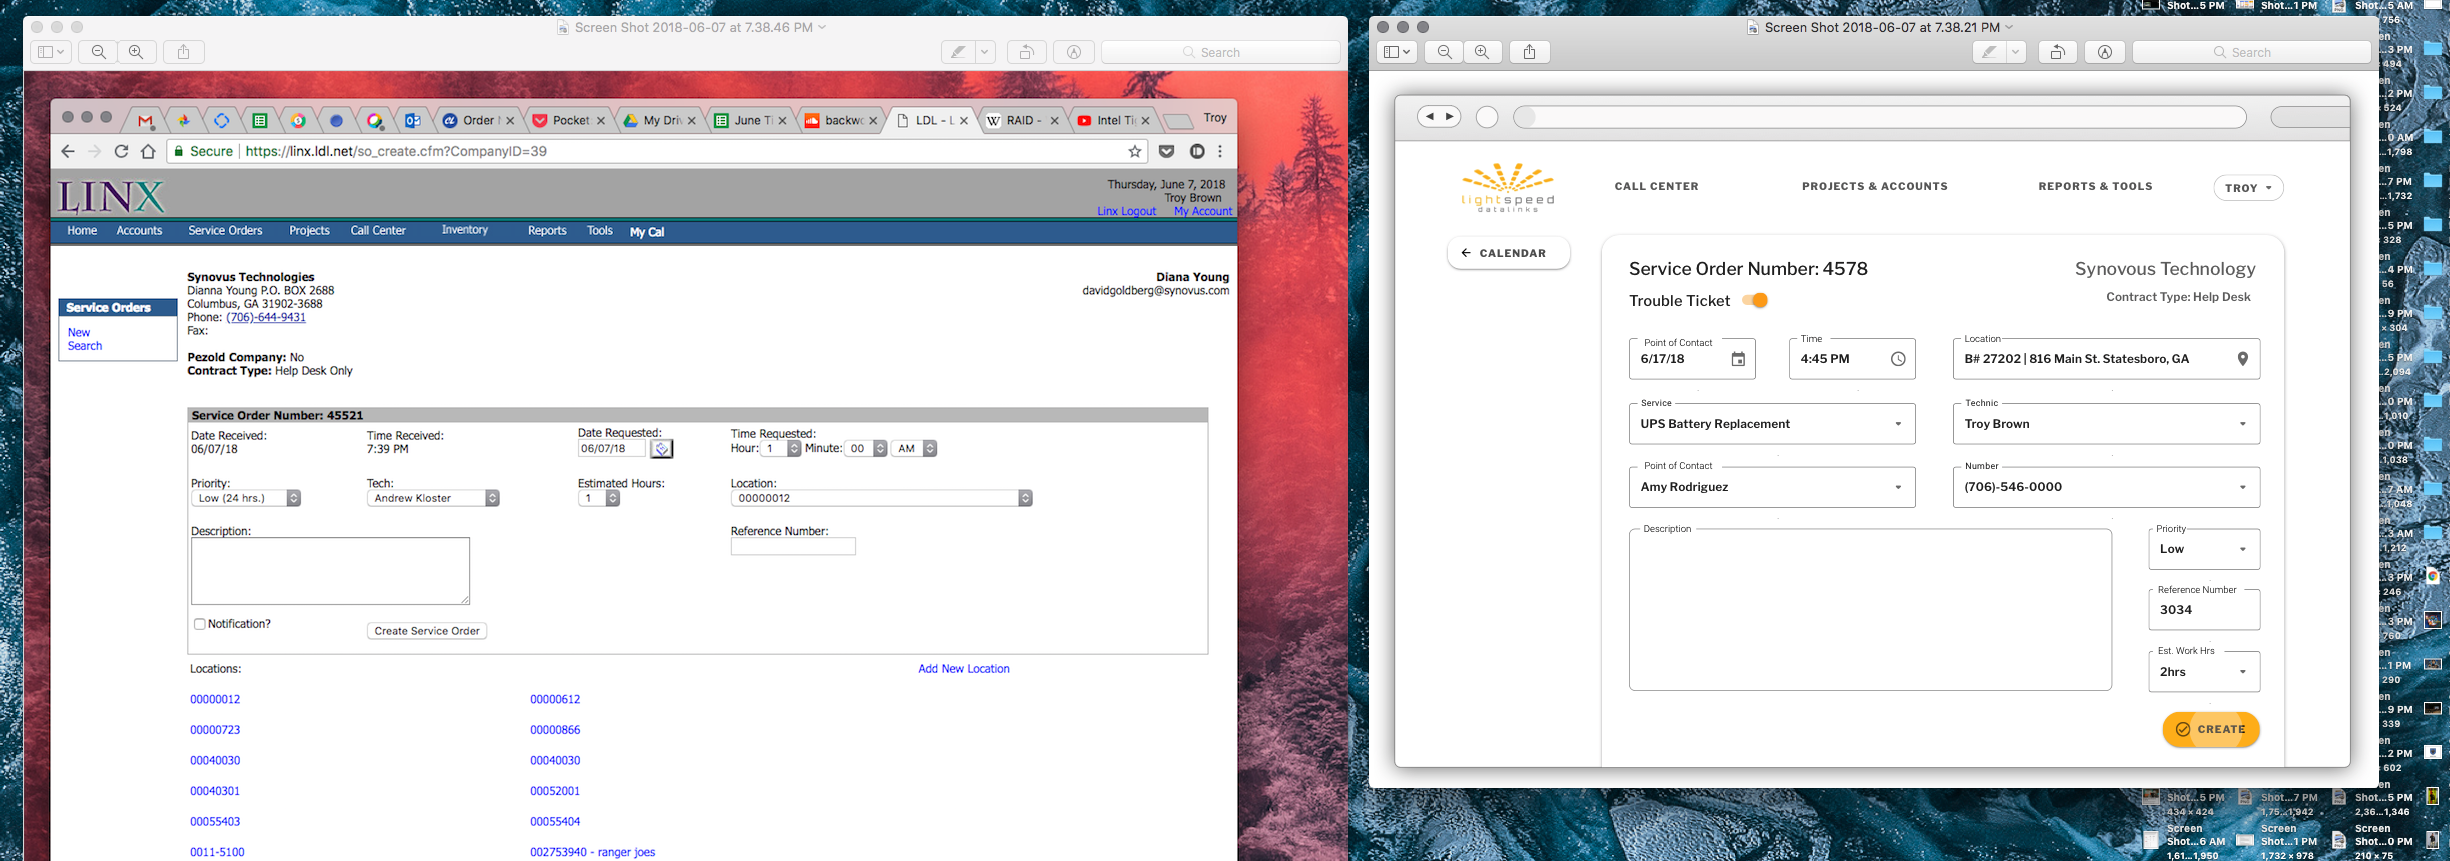 Screen Shot 2018-06-07 at 7.38.46 PM
Search
Order
Pocket
My Driv
June Ti
backwo
LDL - L
RAID -
Intel Tig
Troy
Secure | https://linx.ldl.net/so_create.cfm?CompanyID=39
LINX
Thursday, June 7, 2018
Troy Brown
Linx Logout My Account
Home Accounts Service Orders Projects Call Center Inventory Reports Tools My Cal
Service Orders
New
Search
Synovus Technologies
Dianna Young P.O. BOX 2688
Columbus, GA 31902-3688
Phone: (706)-644-9431
Fax:
Pezold Company: No
Contract Type: Help Desk Only
Diana Young
davidgoldberg@synovus.com
Service Order Number: 45521
Date Received:
06/07/18
Time Received:
7:39 PM
Date Requested:
06/07/18
Time Requested:
Hour: 1 Minute: 00 AM
Priority:
Low (24 hrs.)
Tech:
Andrew Kloster
Estimated Hours:
1
Location:
00000012
Description:
Reference Number:
Notification?
Create Service Order
Locations:
Add New Location
00000012 00000612
00000723 00000866
00040030 00040030
00040301 00052001
00055403 00055404
0011-5100 002753940 - ranger joes
Screen Shot 2018-06-07 at 7.38.21 PM
Search
lightspeed
datalinks
CALL CENTER
PROJECTS & ACCOUNTS
REPORTS & TOOLS
TROY
CALENDAR
Service Order Number: 4578
Synovous Technology
Trouble Ticket
Contract Type: Help Desk
Point of Contact
6/17/18
Time
4:45 PM
Location
B# 27202 | 816 Main St. Statesboro, GA
Service
UPS Battery Replacement
Technic
Troy Brown
Point of Contact
Amy Rodriguez
Number
(706)-546-0000
Description
Priority
Low
Reference Number
3034
Est. Work Hrs
2hrs
CREATE
Shot...5 PM
Shot...1 PM
Shot...5 AM
Shot...5 PM
434 × 424
Shot...7 PM
1,75...1,942
Shot...5 PM
2,36...1,346
Screen
Shot...6 AM
1,61...1,950
Screen
Shot...1 PM
1,732 × 978
Screen
Shot...0 PM
210 × 75